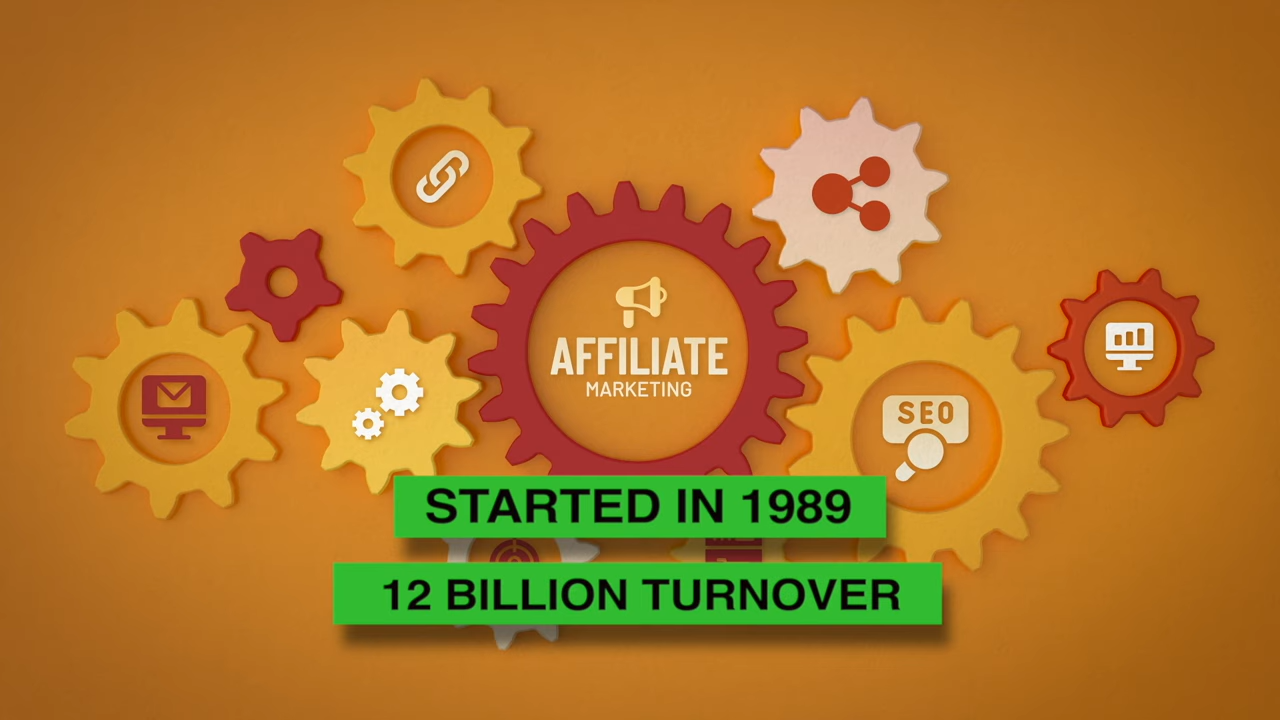 AFFILIATE
MARKETING
SEO
STARTED IN 1989
12 BILLION TURNOVER